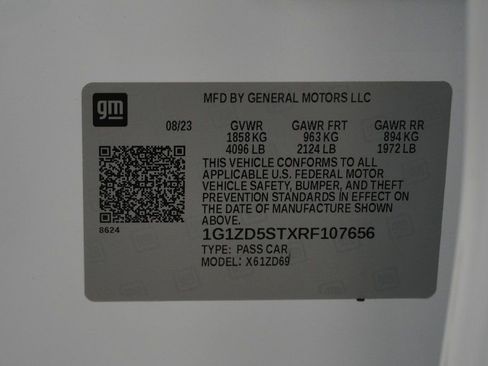 gm
MFD BY GENERAL MOTORS LLC
08/23 GVWR GAWR FRT GAWR RR
1858 KG 963 KG 894 KG
4096 LB 2124 LB 1972 LB
THIS VEHICLE CONFORMS TO ALL
APPLICABLE U.S. FEDERAL MOTOR
VEHICLE SAFETY, BUMPER, AND THEFT
PREVENTION STANDARDS IN EFFECT ON
THE DATE OF MANUFACTURE SHOWN
ABOVE.
8624
1G1ZD5STXRF107656
TYPE: PASS CAR
MODEL: X61ZD69